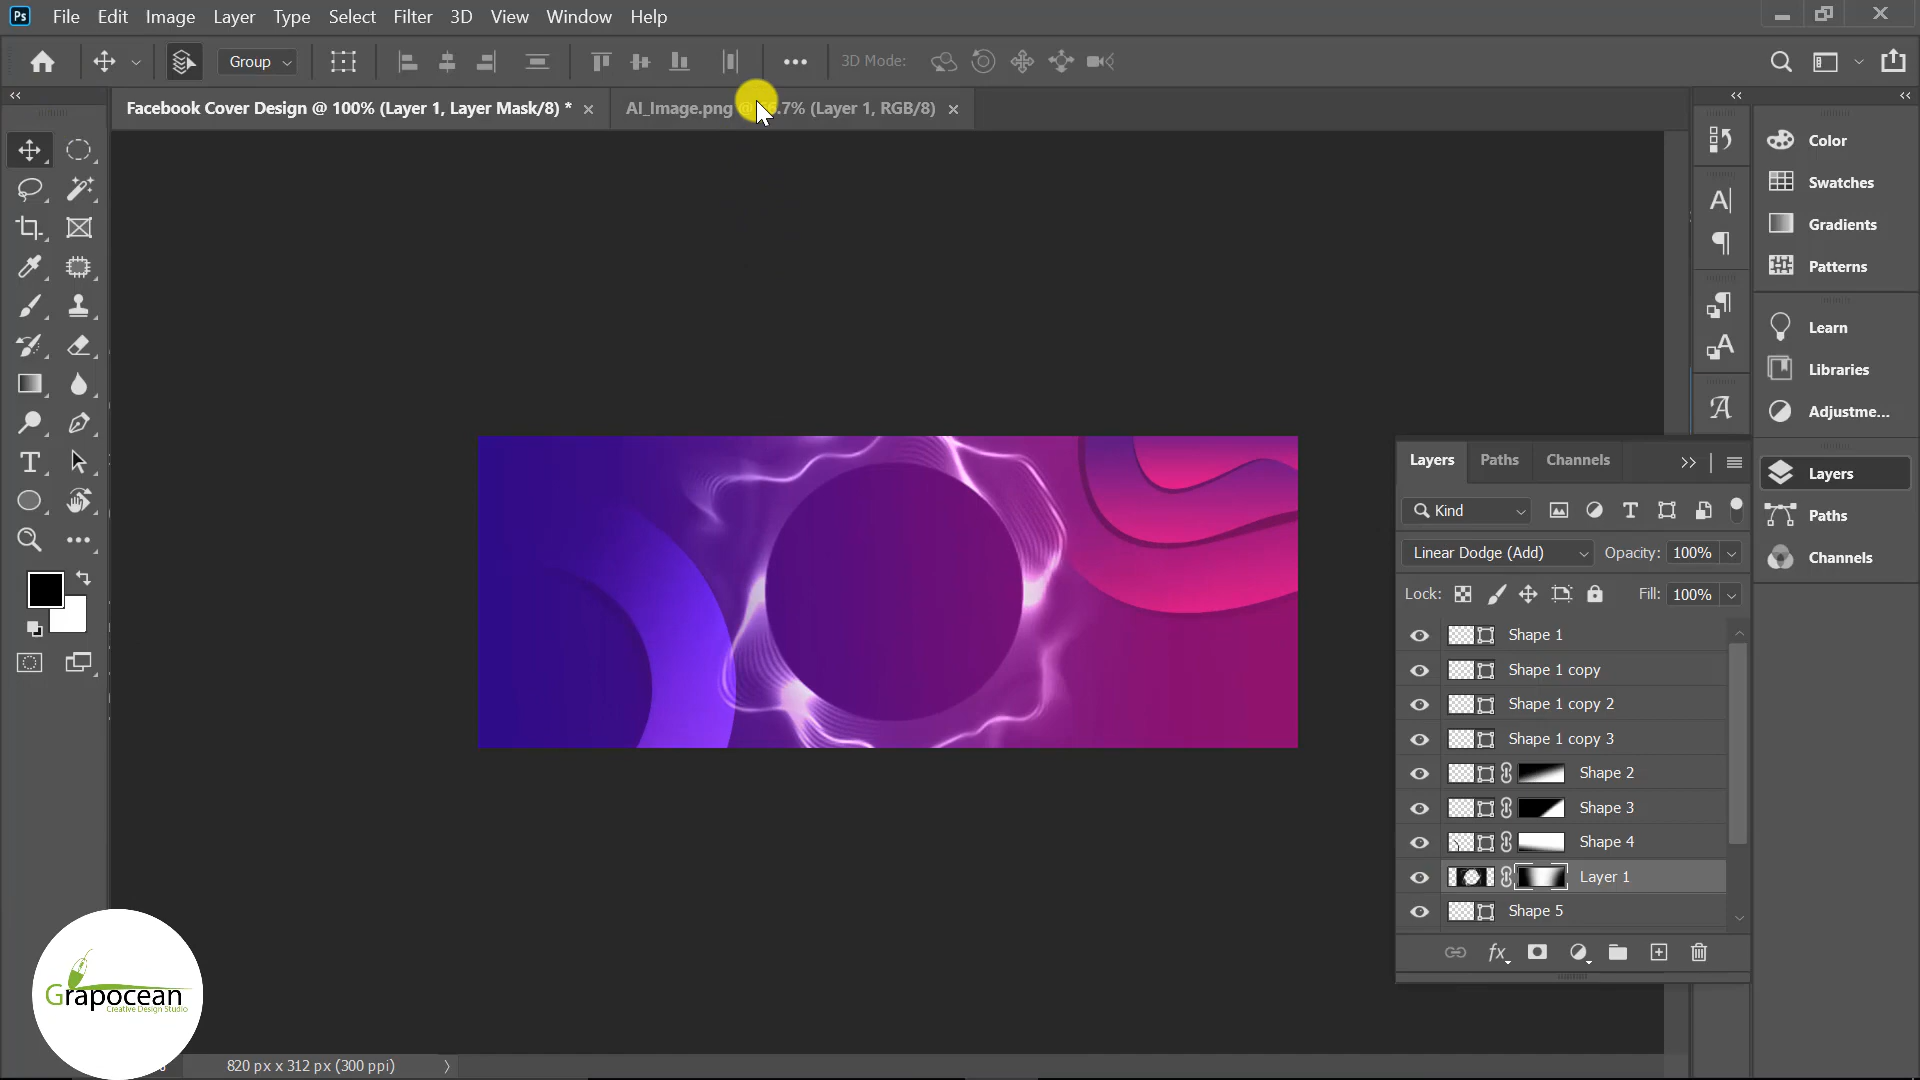 Ps File Edit Image Layer Type Select Filter 3D View Window Help
Group 3D Mode:
Facebook Cover Design @ 100% (Layer 1, Layer Mask/8) *
AI_Image.png @ 66.7% (Layer 1, RGB/8)
Color
Swatches
Gradients
Patterns
Learn
Libraries
Adjustme...
Layers
Paths
Channels
Layers Paths Channels
Kind
Linear Dodge (Add) Opacity: 100%
Lock: Fill: 100%
Shape 1
Shape 1 copy
Shape 1 copy 2
Shape 1 copy 3
Shape 2
Shape 3
Shape 4
Layer 1
Shape 5
fx
Grapocean
Creative Design Studio
820 px x 312 px (300 ppi)